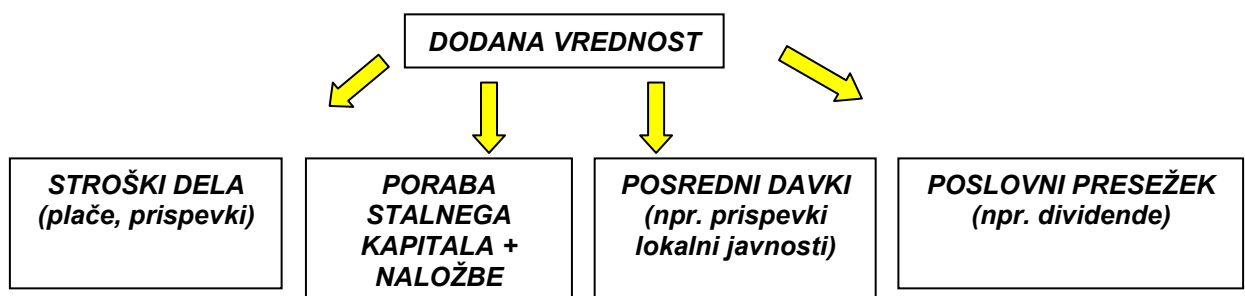 DODANA VREDNOST
STROŠKI DELA
(plače, prispevki)
PORABA
STALNEGA
KAPITALA +
NALOŽBE
POSREDNI DAVKI
(npr. prispevki
lokalni javnosti)
POSLOVNI PRESEŽEK
(npr. dividende)